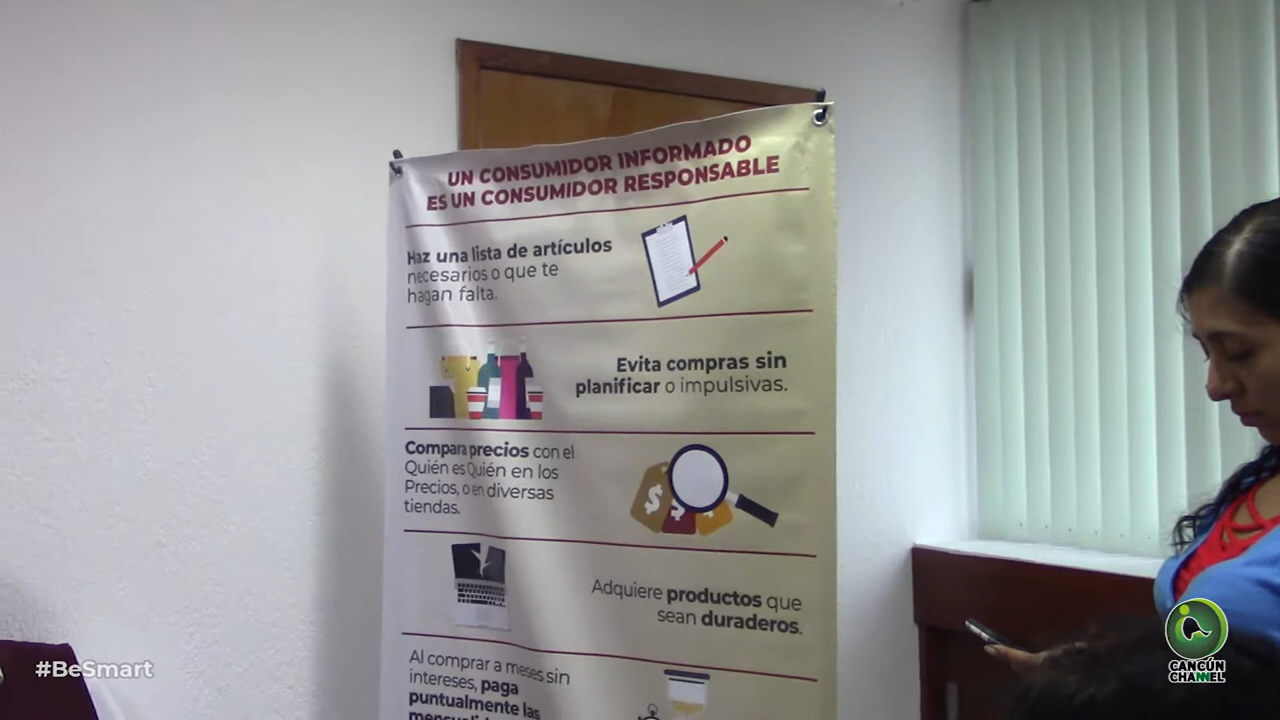 UN CONSUMIDOR INFORMADO
ES UN CONSUMIDOR RESPONSABLE
Haz una lista de artículos
necesarios o que te
hagan falta.
Evita compras sin
planificar o impulsivas.
Compara precios con el
Quién es Quién en los
Precios, o en diversas
tiendas.
$ $
Adquiere productos que
sean duraderos.
Al comprar a meses sin
intereses, paga
puntualmente las
#BeSmart
CANCÚN
CHANNEL